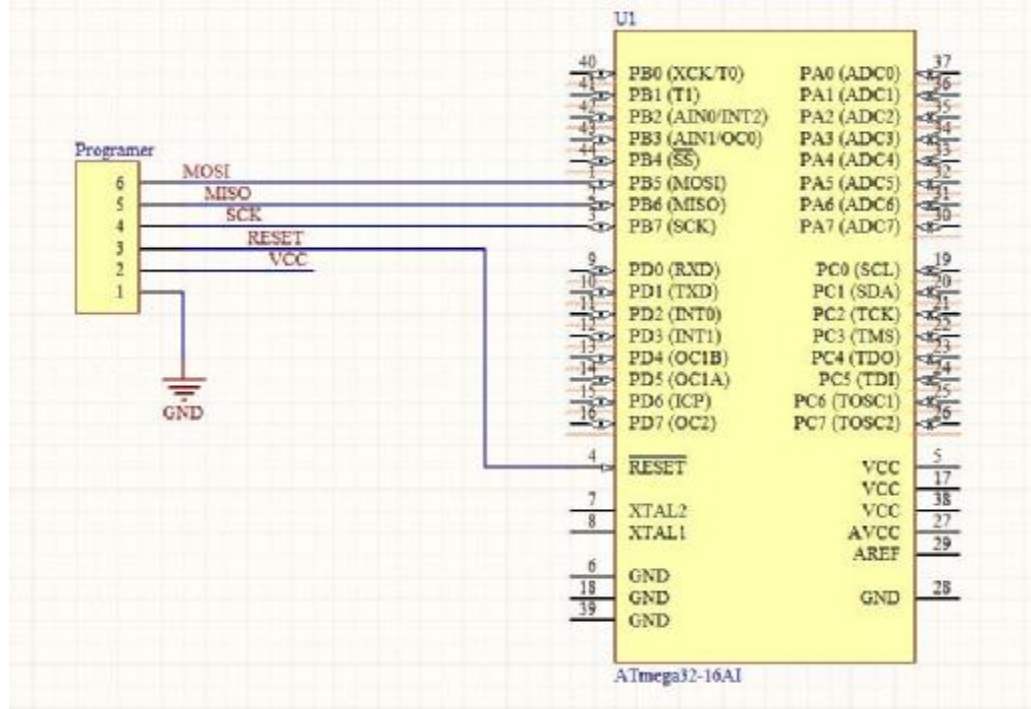 U1
40 PB0 (XCK/T0) PA0 (ADC0) 37
41 PB1 (T1) PA1 (ADC1) 36
42 PB2 (AIN0/INT2) PA2 (ADC2) 35
43 PB3 (AIN1/OC0) PA3 (ADC3) 34
44 PB4 (SS) PA4 (ADC4) 33
Programer
6 MOSI 1 PB5 (MOSI) PA5 (ADC5) 32
5 MISO 2 PB6 (MISO) PA6 (ADC6) 31
4 SCK 3 PB7 (SCK) PA7 (ADC7) 30
3 RESET
2 VCC 9 PD0 (RXD) PC0 (SCL) 19
1 10 PD1 (TXD) PC1 (SDA) 20
11 PD2 (INT0) PC2 (TCK) 21
12 PD3 (INT1) PC3 (TMS) 22
13 PD4 (OC1B) PC4 (TDO) 23
14 PD5 (OC1A) PC5 (TDI) 24
15 PD6 (ICP) PC6 (TOSC1) 25
16 PD7 (OC2) PC7 (TOSC2) 26
GND
4 RESET VCC 5
VCC 17
7 XTAL2 VCC 38
8 XTAL1 AVCC 27
AREF 29
6 GND
18 GND GND 28
39 GND
ATmega32-16AI